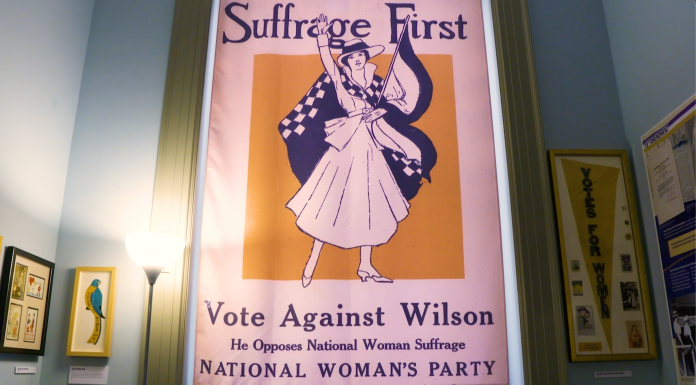 Suffrage First
Vote Against Wilson
He Opposes National Woman Suffrage
NATIONAL WOMAN'S PARTY
VOTES FOR WOMEN